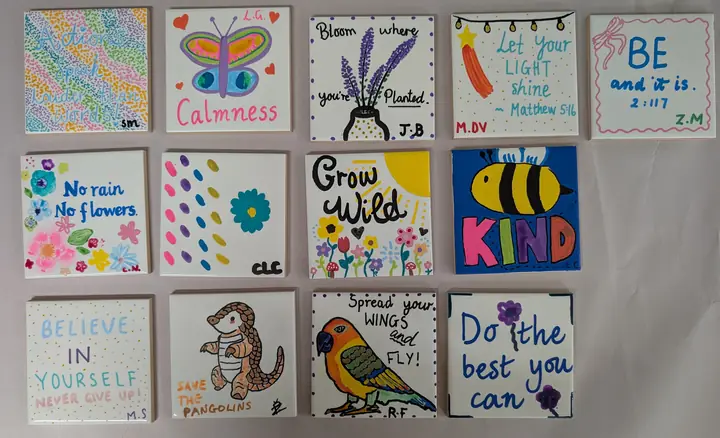 SM
L.G.
Calmness
Bloom where
you're Planted
J.B
Let Your
LIGHT
shine
~ Matthew 5:16
M.DV
BE
and it is.
2:117
Z.M
No rain
No flowers.
CLC
Grow
Wild
KIND
BELIEVE
IN
YOURSELF
NEVER GIVE UP!
M.S
SAVE
THE
PANGOLINS
Spread your
WINGS
and
FLY!
R.F
Do the
best you
can